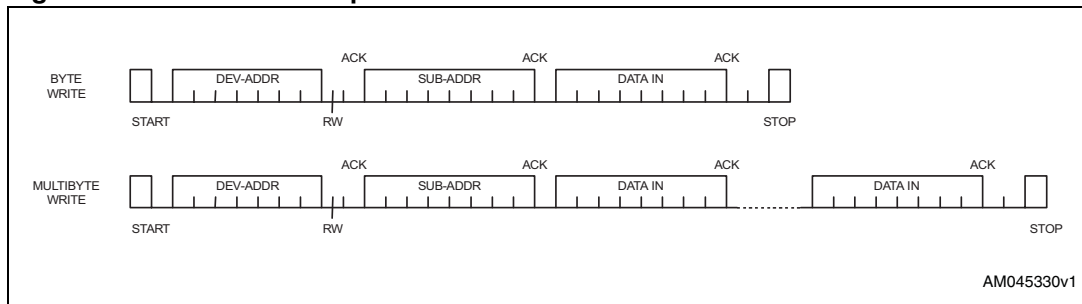 ACK ACK ACK
BYTE WRITE DEV-ADDR SUB-ADDR DATA IN
START RW STOP
ACK ACK ACK ACK
MULTIBYTE WRITE DEV-ADDR SUB-ADDR DATA IN DATA IN
START RW STOP
AM045330v1